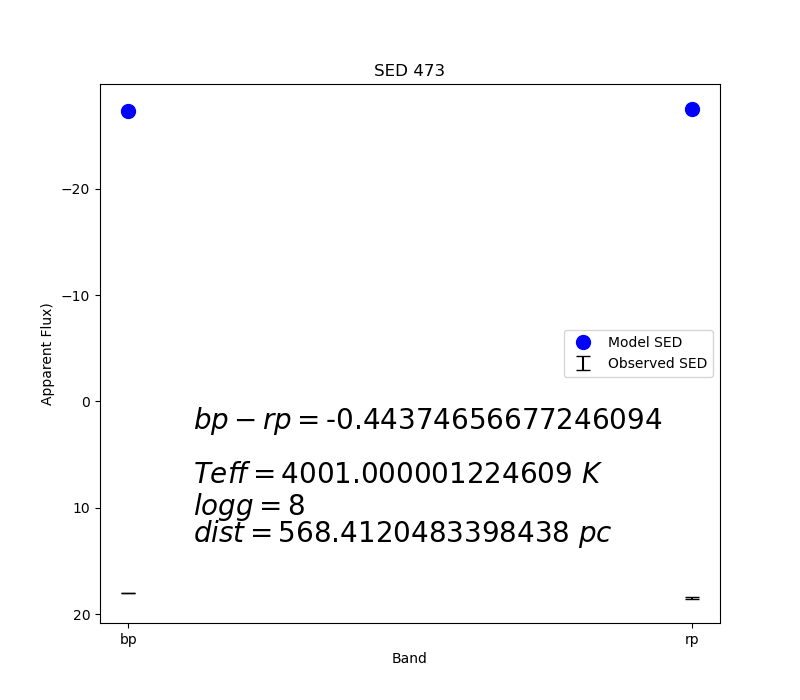 SED 473
Apparent Flux)
−20
−10
0
10
20
Model SED
Observed SED
bp − rp = -0.44374656677246094
Teff = 4001.000001224609 K
logg = 8
dist = 568.4120483398438 pc
bp
rp
Band